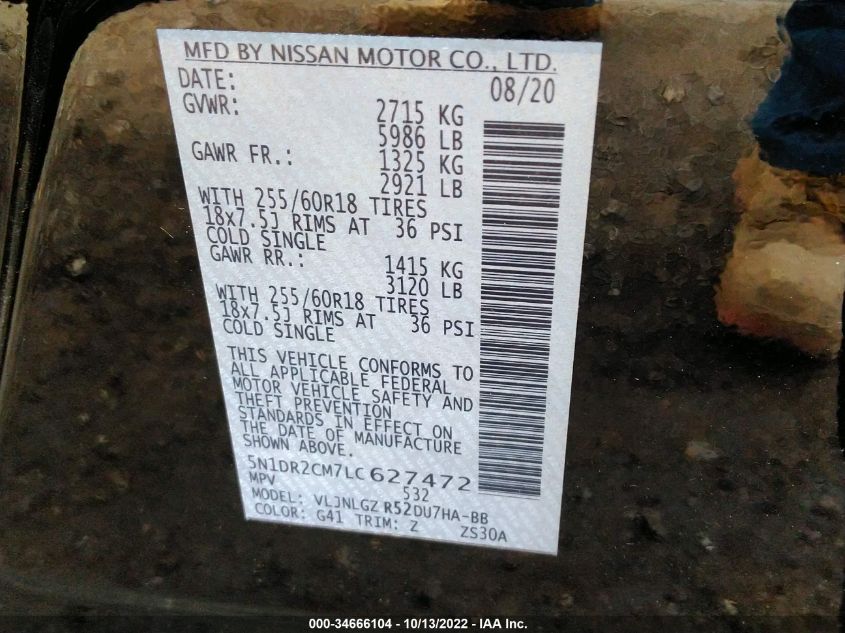 MFD BY NISSAN MOTOR CO., LTD.
DATE: 08/20
GVWR: 2715 KG
5986 LB
GAWR FR.: 1325 KG
2921 LB
WITH 255/60R18 TIRES
18x7.5J RIMS AT 36 PSI
COLD SINGLE
GAWR RR.: 1415 KG
3120 LB
WITH 255/60R18 TIRES
18x7.5J RIMS AT 36 PSI
COLD SINGLE
THIS VEHICLE CONFORMS TO
ALL APPLICABLE FEDERAL
MOTOR VEHICLE SAFETY AND
THEFT PREVENTION
STANDARDS IN EFFECT ON
THE DATE OF MANUFACTURE
SHOWN ABOVE.
5N1DR2CM7LC627472
MPV 532
MODEL: VLJNLGZ R52DU7HA-BB
COLOR: G41 TRIM: Z ZS30A
000-34666104 - 10/13/2022 - IAA Inc.